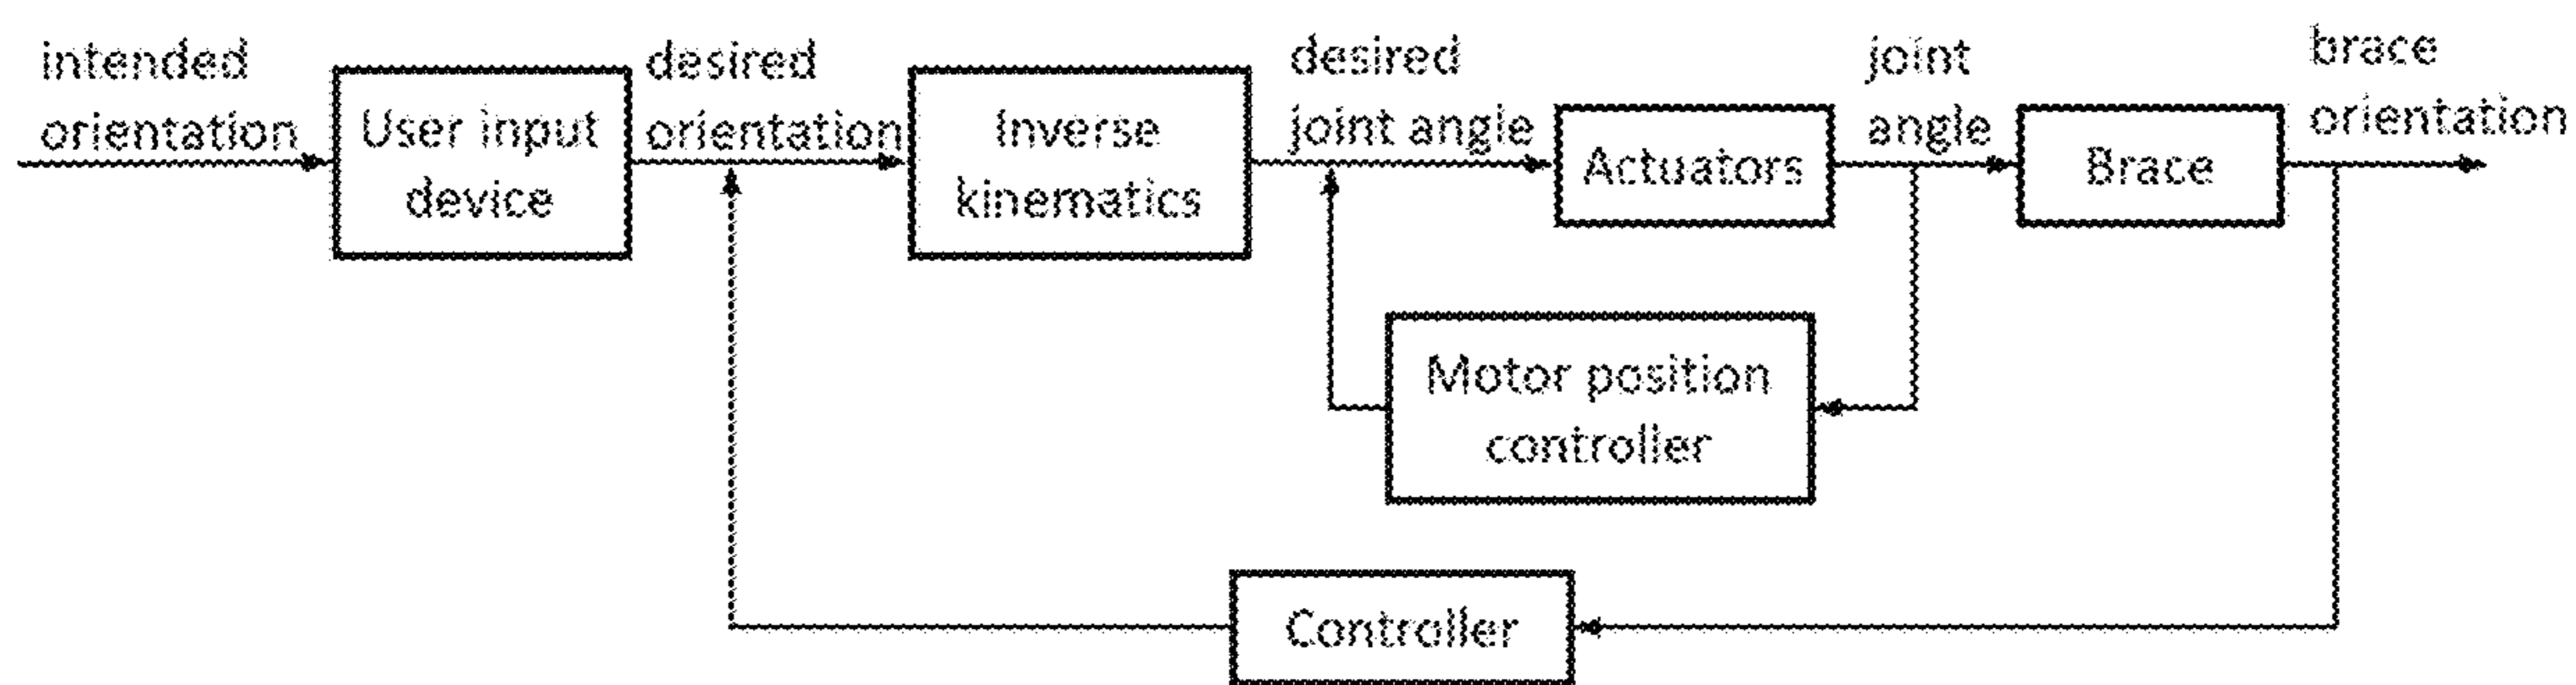 intended
orientation
User input
device
desired
orientation
Inverse
kinematics
desired
joint angle
Actuators
joint
angle
Brace
brace
orientation
Motor position
controller
Controller